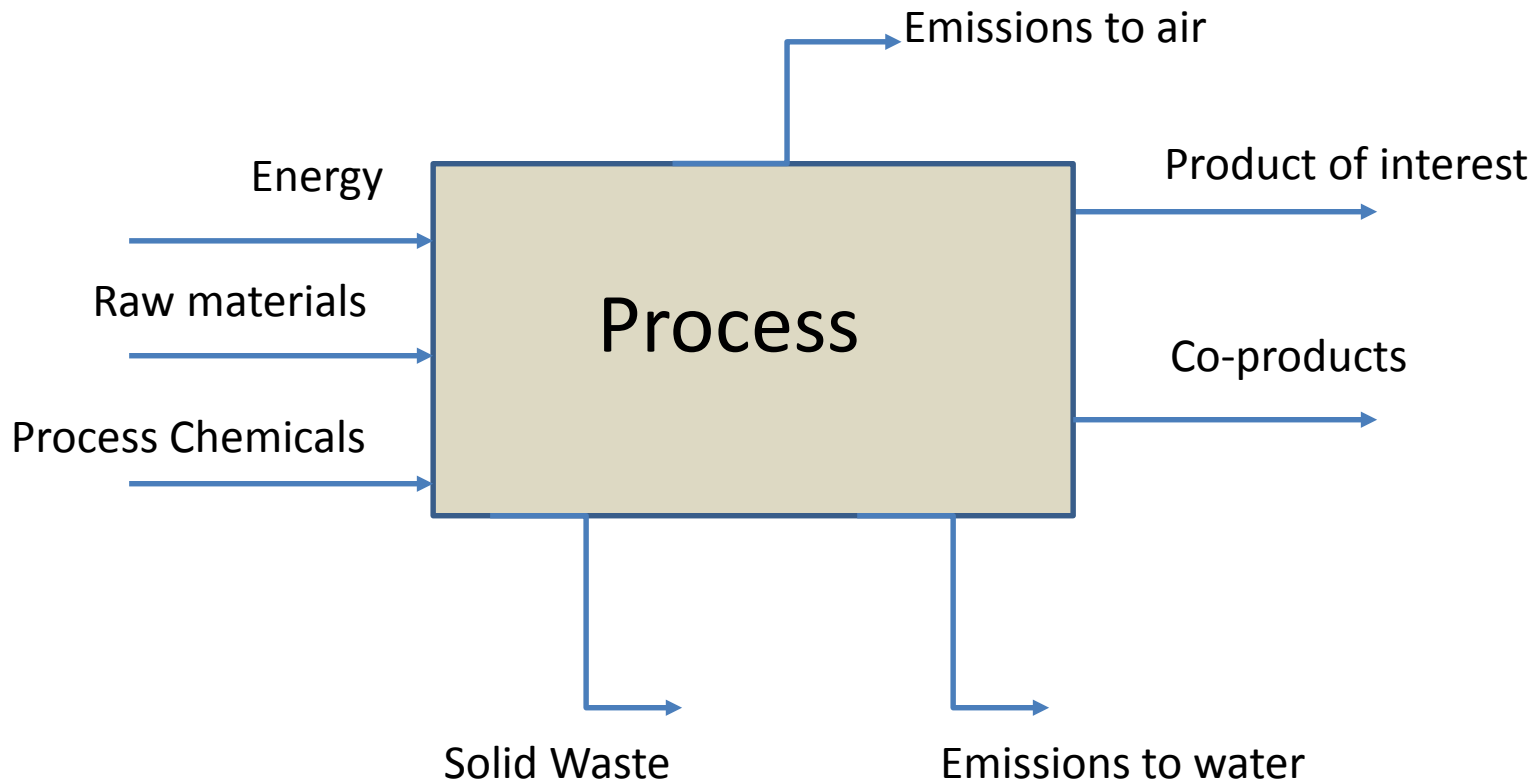 Emissions to air
Energy
Product of interest
Raw materials
Process
Co-products
Process Chemicals
Solid Waste
Emissions to water